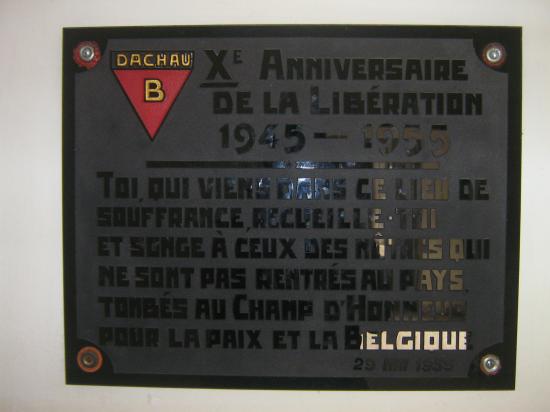 DACHAU
B
Xᴱ ANNIVERSAIRE
DE LA LIBÉRATION
1945 — 1955
TOI, QUI VIENS DANS CE LIEU DE
SOUFFRANCE, RECUEILLE-TOI
ET SONGE À CEUX DES NÔTRES QUI
NE SONT PAS RENTRÉS AU PAYS,
TOMBÉS AU CHAMP D'HONNEUR
POUR LA PAIX ET LA BELGIQUE
29 1955